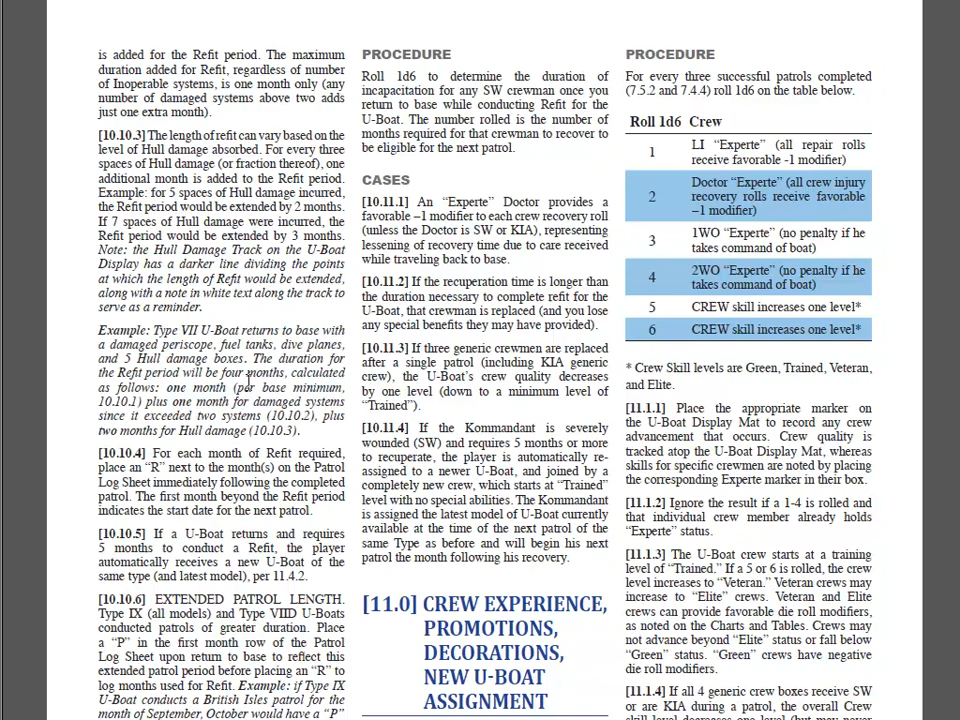 is added for the Refit period. The maximum
duration added for Refit, regardless of number
of Inoperable systems, is one month only (any
number of damaged systems above two adds
just one extra month).
[10.10.3] The length of refit can vary based on the
level of Hull damage absorbed. For every three
spaces of Hull damage (or fraction thereof), one
additional month is added to the Refit period.
Example: for 5 spaces of Hull damage incurred,
the Refit period would be extended by 2 months.
If 7 spaces of Hull damage were incurred, the
Refit period would be extended by 3 months.
Note: the Hull Damage Track on the U-Boat
Display has a darker line dividing the points
at which the length of Refit would be extended,
along with a note in white text along the track to
serve as a reminder.
Example: Type VII U-Boat returns to base with
a damaged periscope, fuel tanks, dive planes,
and 5 Hull damage boxes. The duration for
the Refit period will be four months, calculated
as follows: one month (per base minimum,
10.10.1) plus one month for damaged systems
since it exceeded two systems (10.10.2), plus
two months for Hull damage (10.10.3).
[10.10.4] For each month of Refit required,
place an “R” next to the month(s) on the Patrol
Log Sheet immediately following the completed
patrol. The first month beyond the Refit period
indicates the start date for the next patrol.
[10.10.5] If a U-Boat returns and requires
5 months to conduct a Refit, the player
automatically receives a new U-Boat of the
same type (and latest model), per 11.4.2.
[10.10.6] EXTENDED PATROL LENGTH.
Type IX (all models) and Type VIID U-Boats
conducted patrols of greater duration. Place
a “P” in the first month row of the Patrol
Log Sheet upon return to base to reflect this
extended patrol period before placing an “R” to
log months used for Refit. Example: if Type IX
U-Boat conducts a British Isles patrol for the
month of September, October would have a “P”
PROCEDURE
Roll 1d6 to determine the duration of
incapacitation for any SW crewman once you
return to base while conducting Refit for the
U-Boat. The number rolled is the number of
months required for that crewman to recover to
be eligible for the next patrol.
CASES
[10.11.1] An “Experte” Doctor provides a
favorable –1 modifier to each crew recovery roll
(unless the Doctor is SW or KIA), representing
lessening of recovery time due to care received
while traveling back to base.
[10.11.2] If the recuperation time is longer than
the duration necessary to complete refit for the
U-Boat, that crewman is replaced (and you lose
any special benefits they may have provided).
[10.11.3] If three generic crewmen are replaced
after a single patrol (including KIA generic
crew), the U-Boat’s crew quality decreases
by one level (down to a minimum level of
“Trained”).
[10.11.4] If the Kommandant is severely
wounded (SW) and requires 5 months or more
to recuperate, the player is automatically re-
assigned to a newer U-Boat, and joined by a
completely new crew, which starts at “Trained”
level with no special abilities. The Kommandant
is assigned the latest model of U-Boat currently
available at the time of the next patrol of the
same Type as before and will begin his next
patrol the month following his recovery.
[11.0] CREW EXPERIENCE,
PROMOTIONS,
DECORATIONS,
NEW U-BOAT
ASSIGNMENT
PROCEDURE
For every three successful patrols completed
(7.5.2 and 7.4.4) roll 1d6 on the table below.
Roll 1d6 Crew
1 LI “Experte” (all repair rolls
receive favorable -1 modifier)
2 Doctor “Experte” (all crew injury
recovery rolls receive favorable
–1 modifier)
3 1WO “Experte” (no penalty if he
takes command of boat)
4 2WO “Experte” (no penalty if he
takes command of boat)
5 CREW skill increases one level*
6 CREW skill increases one level*
* Crew Skill levels are Green, Trained, Veteran,
and Elite.
[11.1.1] Place the appropriate marker on
the U-Boat Display Mat to record any crew
advancement that occurs. Crew quality is
tracked atop the U-Boat Display Mat, whereas
skills for specific crewmen are noted by placing
the corresponding Experte marker in their box.
[11.1.2] Ignore the result if a 1-4 is rolled and
that individual crew member already holds
“Experte” status.
[11.1.3] The U-Boat crew starts at a training
level of “Trained.” If a 5 or 6 is rolled, the crew
level increases to “Veteran.” Veteran crews may
increase to “Elite” crews. Veteran and Elite
crews can provide favorable die roll modifiers,
as noted on the Charts and Tables. Crews may
not advance beyond “Elite” status or fall below
“Green” status. “Green” crews have negative
die roll modifiers.
[11.1.4] If all 4 generic crew boxes receive SW
or are KIA during a patrol, the overall Crew
skill level decreases one level (but may never